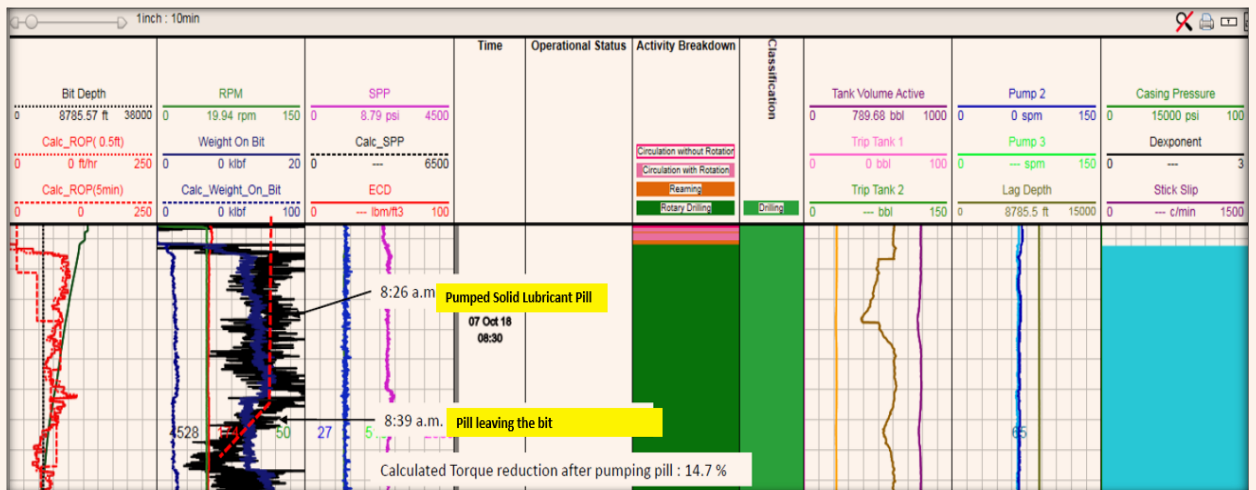 1inch : 10min
Time
Operational Status
Activity Breakdown
Classification
Bit Depth
0 8785.57 ft 38000
Calc_ROP( 0.5ft)
0 0 ft/hr 250
Calc_ROP(5min)
0 0 250
RPM
0 19.94 rpm 150
Weight On Bit
0 0 klbf 20
Calc_Weight_On_Bit
0 0 klbf 100
SPP
0 8.79 psi 4500
Calc_SPP
0 --- 6500
ECD
0 --- lbm/ft3 100
Circulation without Rotation
Circulation with Rotation
Reaming
Rotary Drilling
Drilling
Tank Volume Active
0 789.68 bbl 1000
Trip Tank 1
0 0 bbl 100
Trip Tank 2
0 --- bbl 150
Pump 2
0 0 spm 150
Pump 3
0 --- spm 150
Lag Depth
0 8785.5 ft 15000
Casing Pressure
0 15000 psi 100
Dexponent
0 --- 3
Stick Slip
0 --- c/min 1500
8:26 a.m.
Pumped Solid Lubricant Pill
07 Oct 18
08:30
8:39 a.m.
Pill leaving the bit
4528
50
27
65
Calculated Torque reduction after pumping pill : 14.7 %